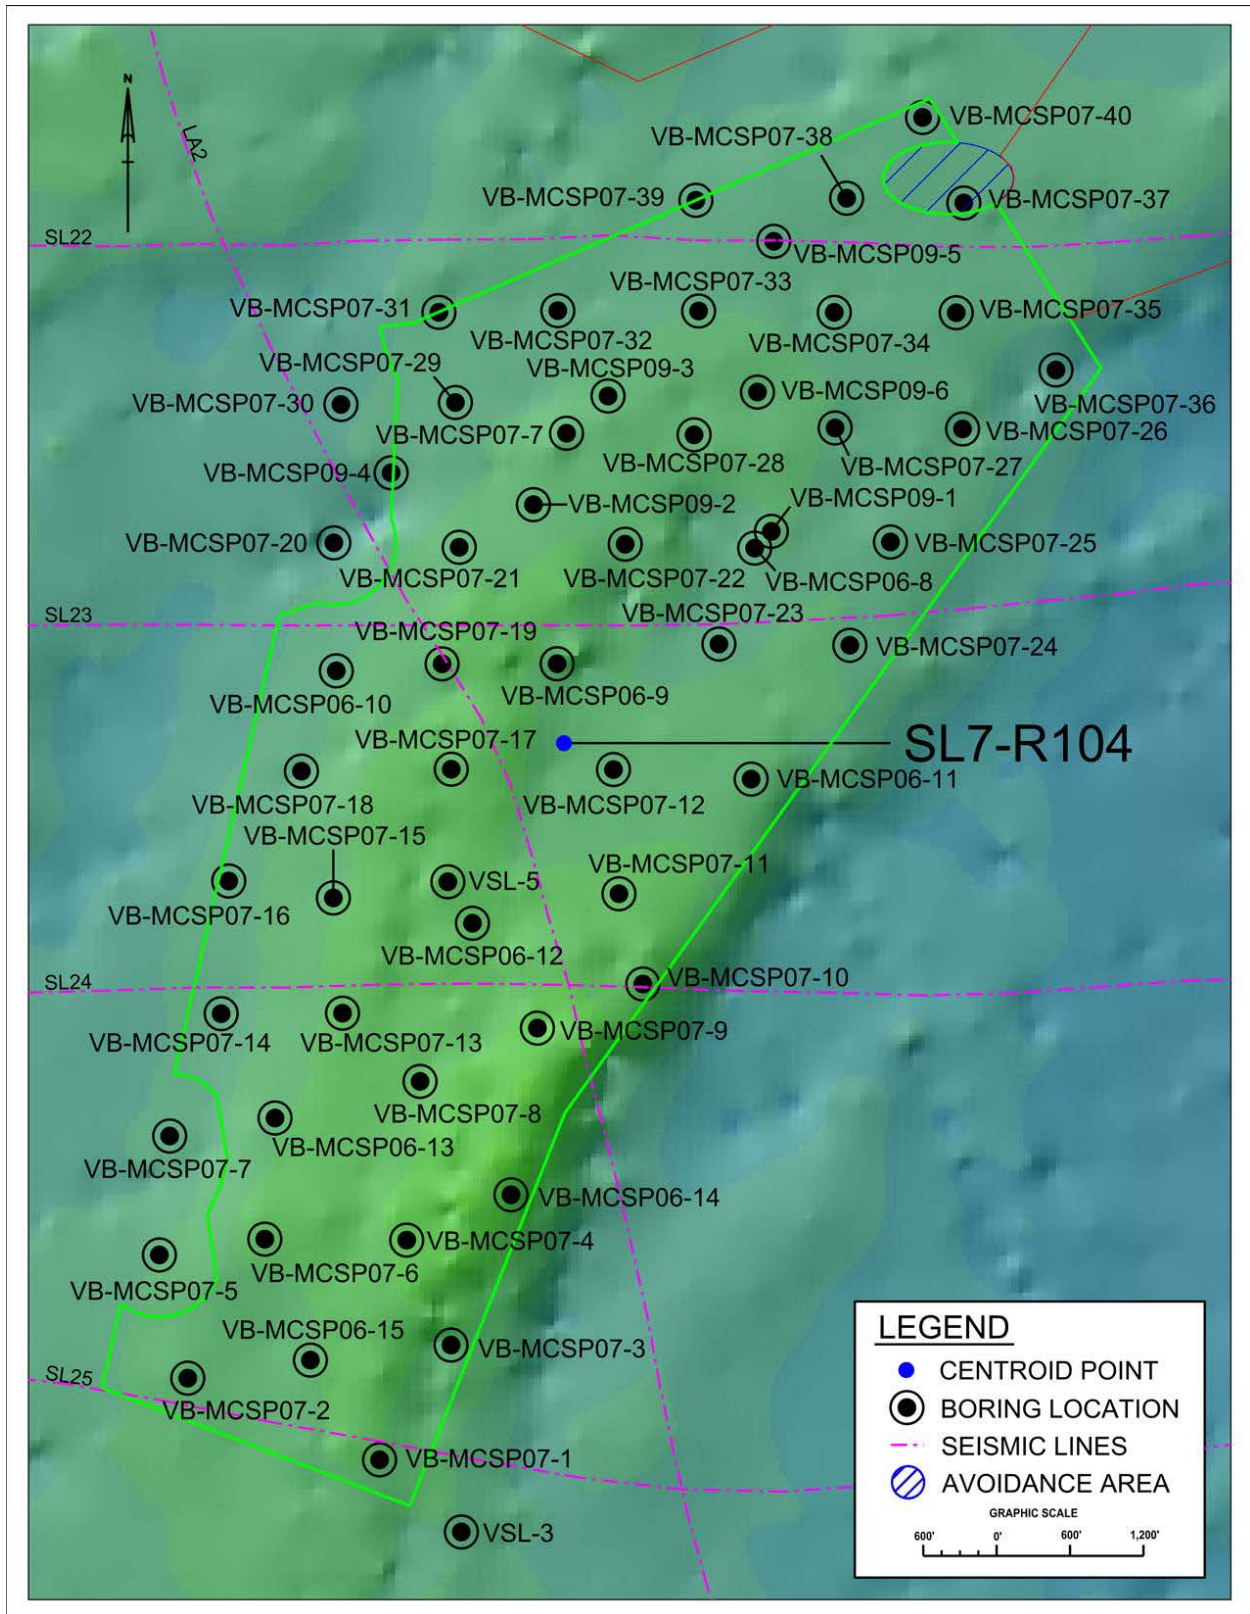 N
LA2
VB-MCSP07-40
VB-MCSP07-38
VB-MCSP07-39
VB-MCSP07-37
SL22
VB-MCSP09-5
VB-MCSP07-33
VB-MCSP07-31
VB-MCSP07-35
VB-MCSP07-32
VB-MCSP07-34
VB-MCSP07-29
VB-MCSP09-3
VB-MCSP09-6
VB-MCSP07-30
VB-MCSP07-36
VB-MCSP07-7
VB-MCSP07-26
VB-MCSP07-28
VB-MCSP07-27
VB-MCSP09-4
VB-MCSP09-2
VB-MCSP09-1
VB-MCSP07-20
VB-MCSP07-25
VB-MCSP07-21
VB-MCSP07-22
VB-MCSP06-8
SL23
VB-MCSP07-23
VB-MCSP07-19
VB-MCSP07-24
VB-MCSP06-10
VB-MCSP06-9
VB-MCSP07-17
SL7-R104
VB-MCSP06-11
VB-MCSP07-18
VB-MCSP07-12
VB-MCSP07-15
VB-MCSP07-11
VSL-5
VB-MCSP07-16
VB-MCSP06-12
SL24
VB-MCSP07-10
VB-MCSP07-14
VB-MCSP07-13
VB-MCSP07-9
VB-MCSP07-8
VB-MCSP06-13
VB-MCSP07-7
VB-MCSP06-14
VB-MCSP07-4
VB-MCSP07-6
VB-MCSP07-5
VB-MCSP06-15
VB-MCSP07-3
SL25
VB-MCSP07-2
VB-MCSP07-1
VSL-3
LEGEND
CENTROID POINT
BORING LOCATION
SEISMIC LINES
AVOIDANCE AREA
GRAPHIC SCALE
600' 0' 600' 1,200'